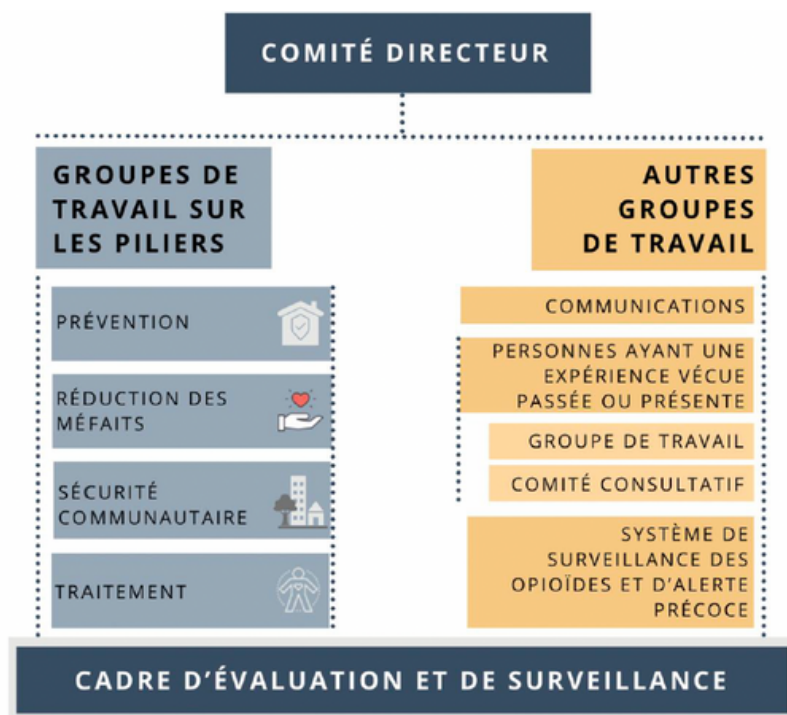 COMITÉ DIRECTEUR
GROUPES DE
TRAVAIL SUR
LES PILIERS
PRÉVENTION
RÉDUCTION DES
MÉFAITS
SÉCURITÉ
COMMUNAUTAIRE
TRAITEMENT
AUTRES
GROUPES
DE TRAVAIL
COMMUNICATIONS
PERSONNES AYANT UNE
EXPÉRIENCE VÉCUE
PASSÉE OU PRÉSENTE
GROUPE DE TRAVAIL
COMITÉ CONSULTATIF
SYSTÈME DE
SURVEILLANCE DES
OPIOÏDES ET D'ALERTE
PRÉCOCE
CADRE D'ÉVALUATION ET DE SURVEILLANCE